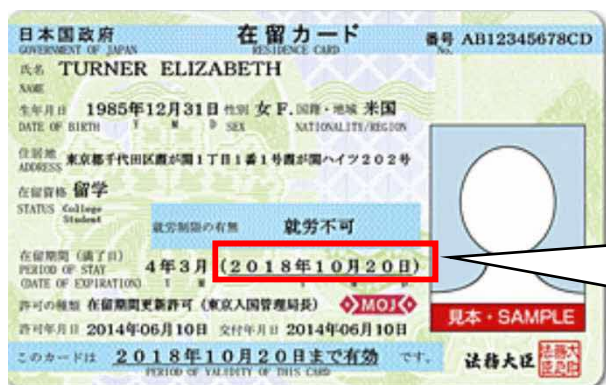 日本国政府 在留カード 番号 AB12345678CD
GOVERNMENT OF JAPAN RESIDENCE CARD No.
氏名 TURNER ELIZABETH
NAME
生年月日 1985年12月31日 性別 女 F. 国籍・地域 米国
DATE OF BIRTH Y M D SEX NATIONALITY/REGION
住居地 東京都千代田区霞が関1丁目1番1号霞が関ハイツ202号
ADDRESS
在留資格 留学
STATUS College
Student
就労制限の有無 就労不可
在留期間(満了日) 4年3月(2018年10月20日)
PERIOD OF STAY
(DATE OF EXPIRATION) Y M Y M D
許可の種類 在留期間更新許可(東京入国管理局長) MOJ
見本・SAMPLE
許可年月日 2014年06月10日 交付年月日 2014年06月10日
このカードは 2018年10月20日まで有効 です。 法務大臣
PERIOD OF VALIDITY OF THIS CARD